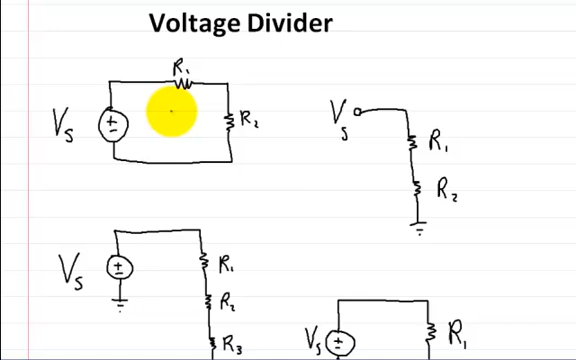 Voltage Divider
R₁
Vs
R₂
Vs
R₁
R₂
Vs
R₁
R₂
R₃
Vs
R₁